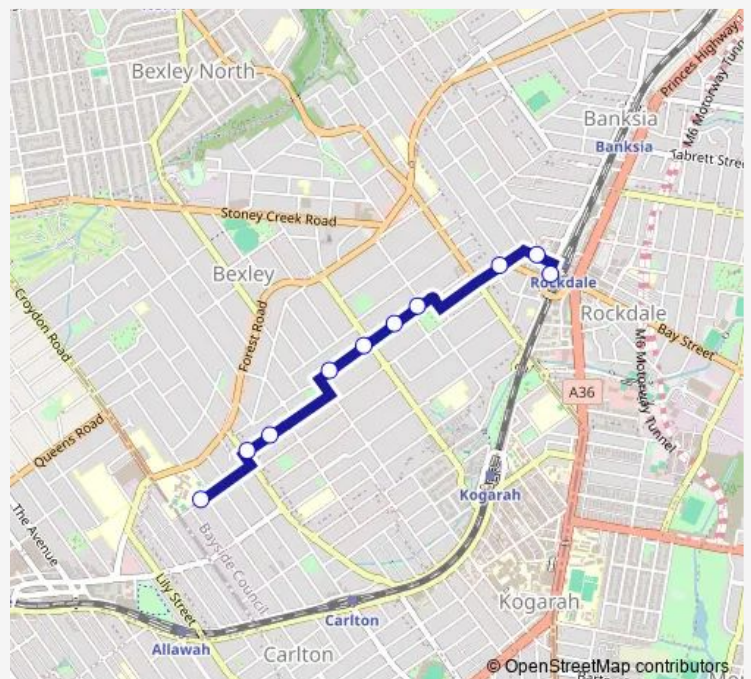 Bexley North
Princes Highway
M6 Motorway Tunn
Banksia
Banksia
Tabrett Stree
Stoney Creek Road
Bexley
Rockdale
Croydon Road
Forest Road
Rockdale
Bay Street
M6 Motorway Tunnel
A36
Queens Road
Kogarah
The Avenue
Bayside Council
Lily Street
Kogarah
Carlton
Allawah
Carlton
© OpenStreetMap contributors